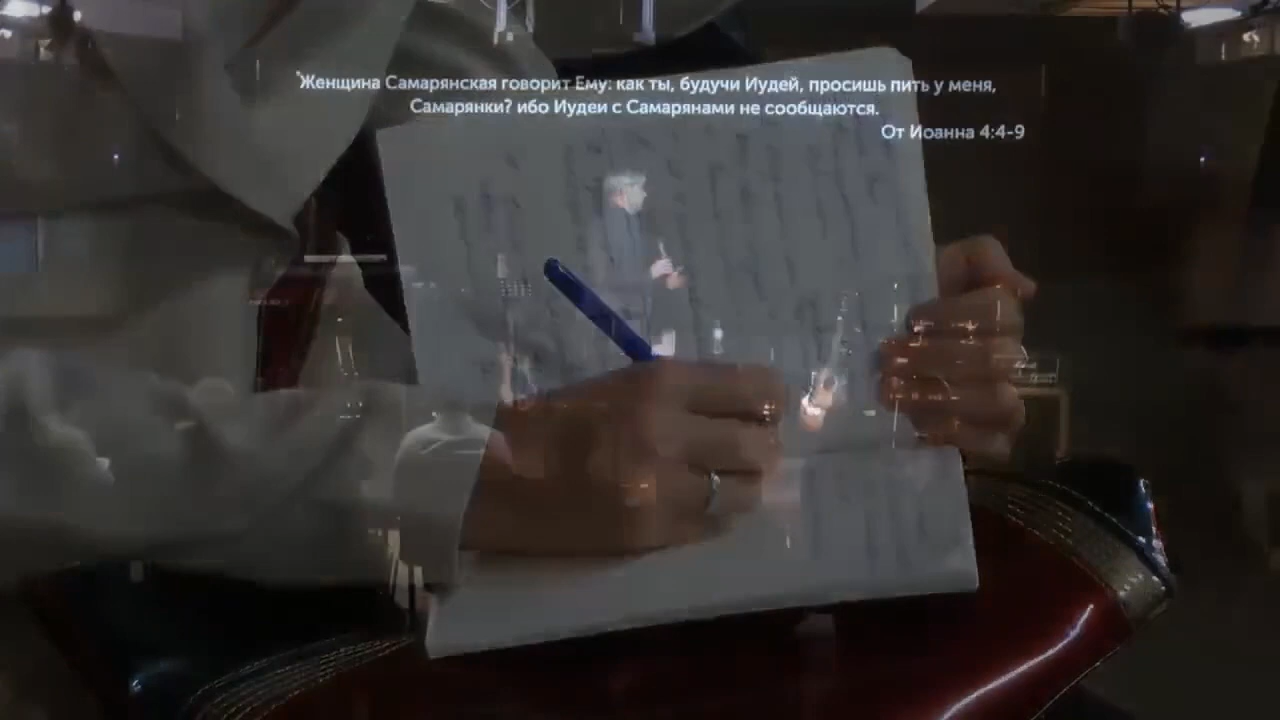 Женщина Самарянская говорит Ему: как ты, будучи Иудей, просишь пить у меня,
Самарянки? ибо Иудеи с Самарянами не сообщаются.
От Иоанна 4:4-9